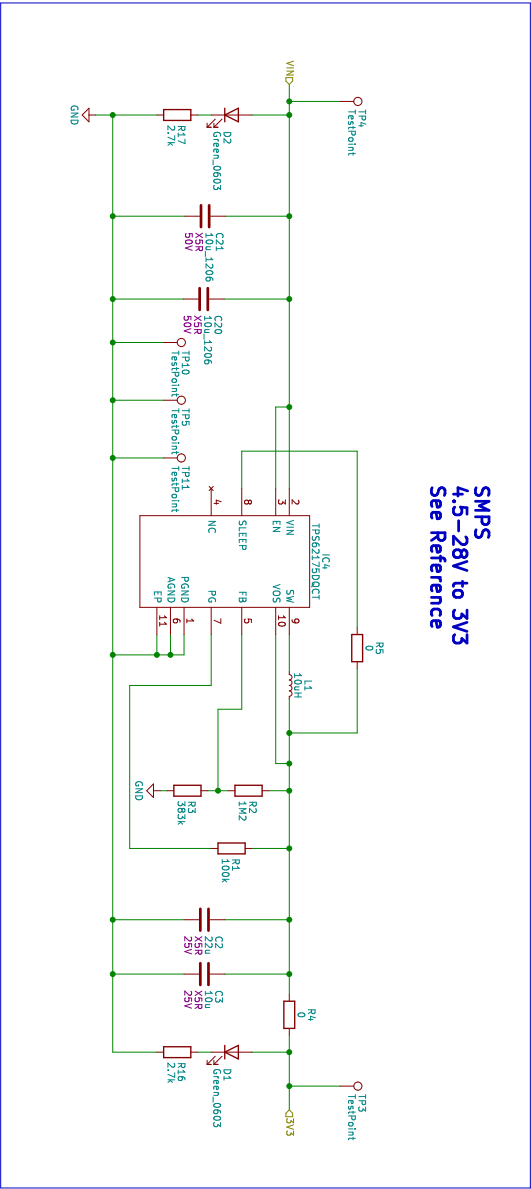 SMPS
4.5-28V to 3V3
See Reference
VIND
TP4
TestPoint
GND
R17
2.7k
D2
Green_0603
C21
10u_1206
X5R
50V
C20
10u_1206
X5R
50V
TP10
TestPoint
TP5
TestPoint
TP11
TestPoint
IC4
TPS62175DQCT
2
VIN
3
EN
8
SLEEP
4
NC
SW
9
VOS
10
FB
5
PG
7
PGND
1
AGND
6
EP
11
R5
0
L1
10uH
GND
R3
383k
R2
1M2
R1
100k
C2
22u
X5R
25V
C3
10u
X5R
25V
R4
0
R16
2.7k
D1
Green_0603
TP3
TestPoint
3V3